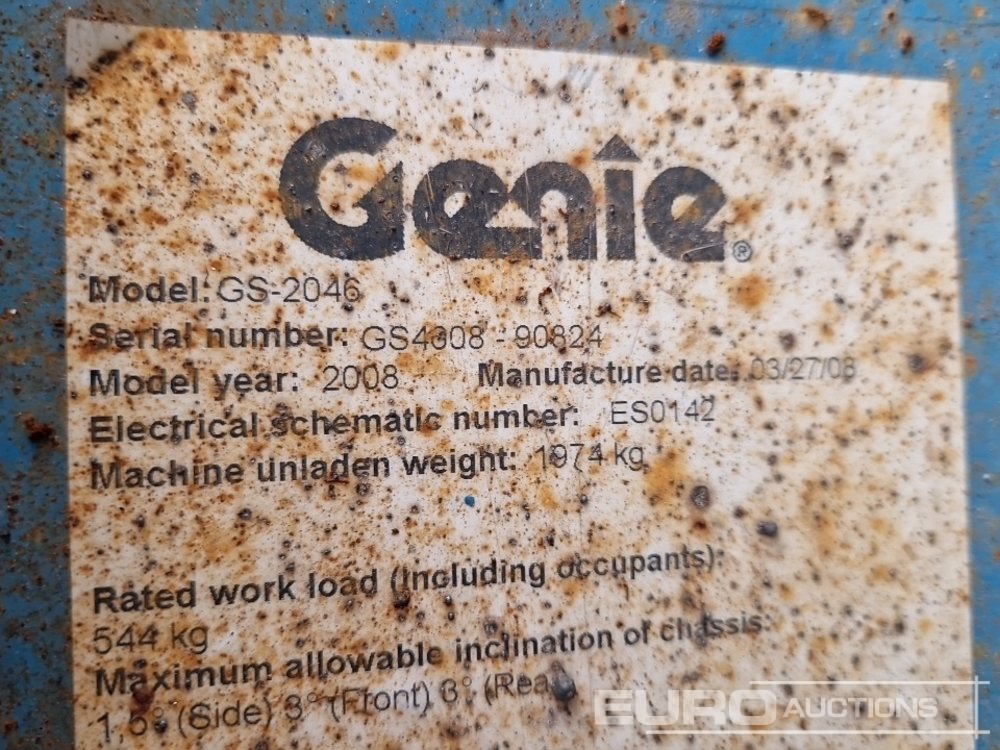 Genie®
Model: GS-2046
Serial number: GS4308 - 90824
Model year: 2008 Manufacture date: 03/27/08
Electrical schematic number: ES0142
Machine unladen weight: 1974 kg
Rated work load (including occupants):
544 kg
Maximum allowable inclination of chassis:
1,5° (Side) 3° (Front) 3° (Rea
EURO AUCTIONS